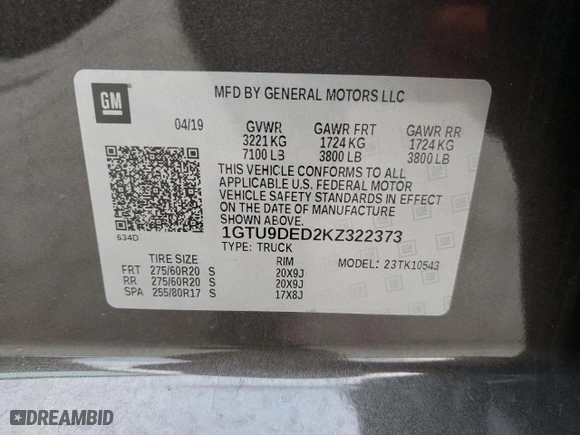 GM
MFD BY GENERAL MOTORS LLC
04/19 GVWR GAWR FRT GAWR RR
3221 KG 1724 KG 1724 KG
7100 LB 3800 LB 3800 LB
THIS VEHICLE CONFORMS TO ALL
APPLICABLE U.S. FEDERAL MOTOR
VEHICLE SAFETY STANDARDS IN EFFECT
ON THE DATE OF MANUFACTURE
SHOWN ABOVE.
634D
1GTU9DED2KZ322373
TYPE: TRUCK
TIRE SIZE RIM MODEL: 23TK10543
FRT 275/60R20 S 20X9J
RR 275/60R20 S 20X9J
SPA 255/80R17 S 17X8J
DREAMBID